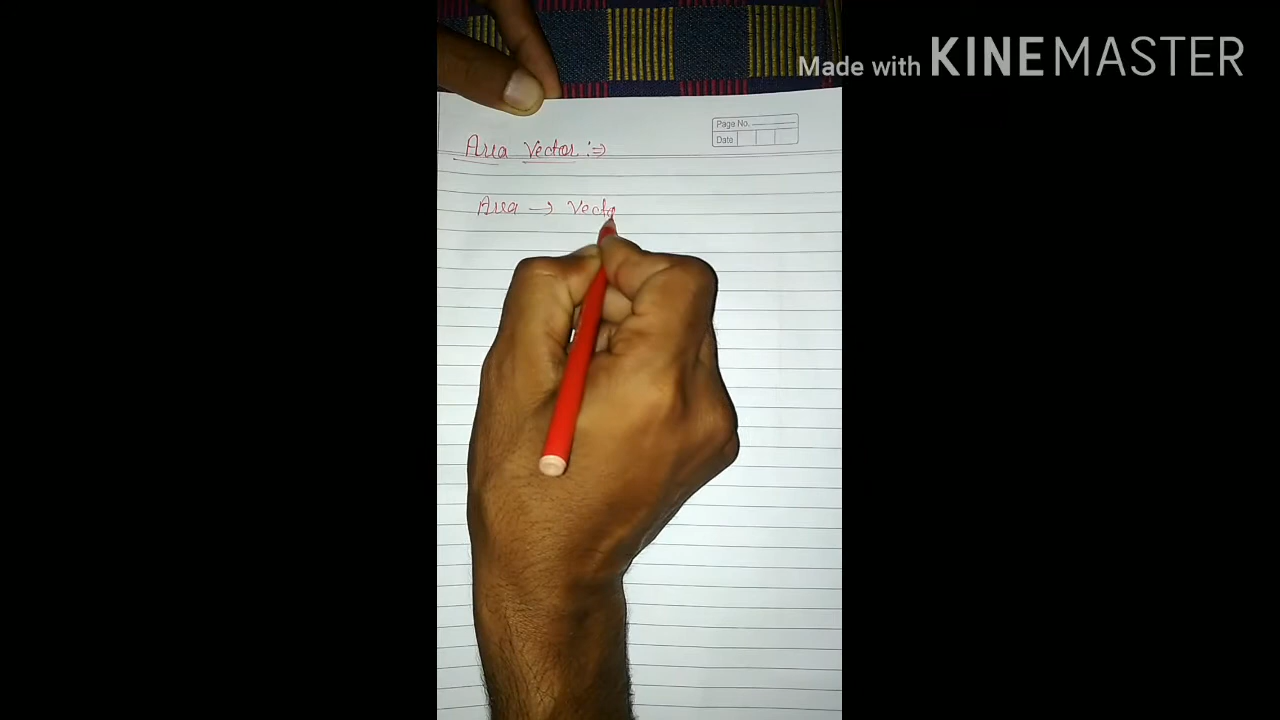 Made with KINEMASTER
Page No.
Date
Area Vector :⇒
Area → Vecto